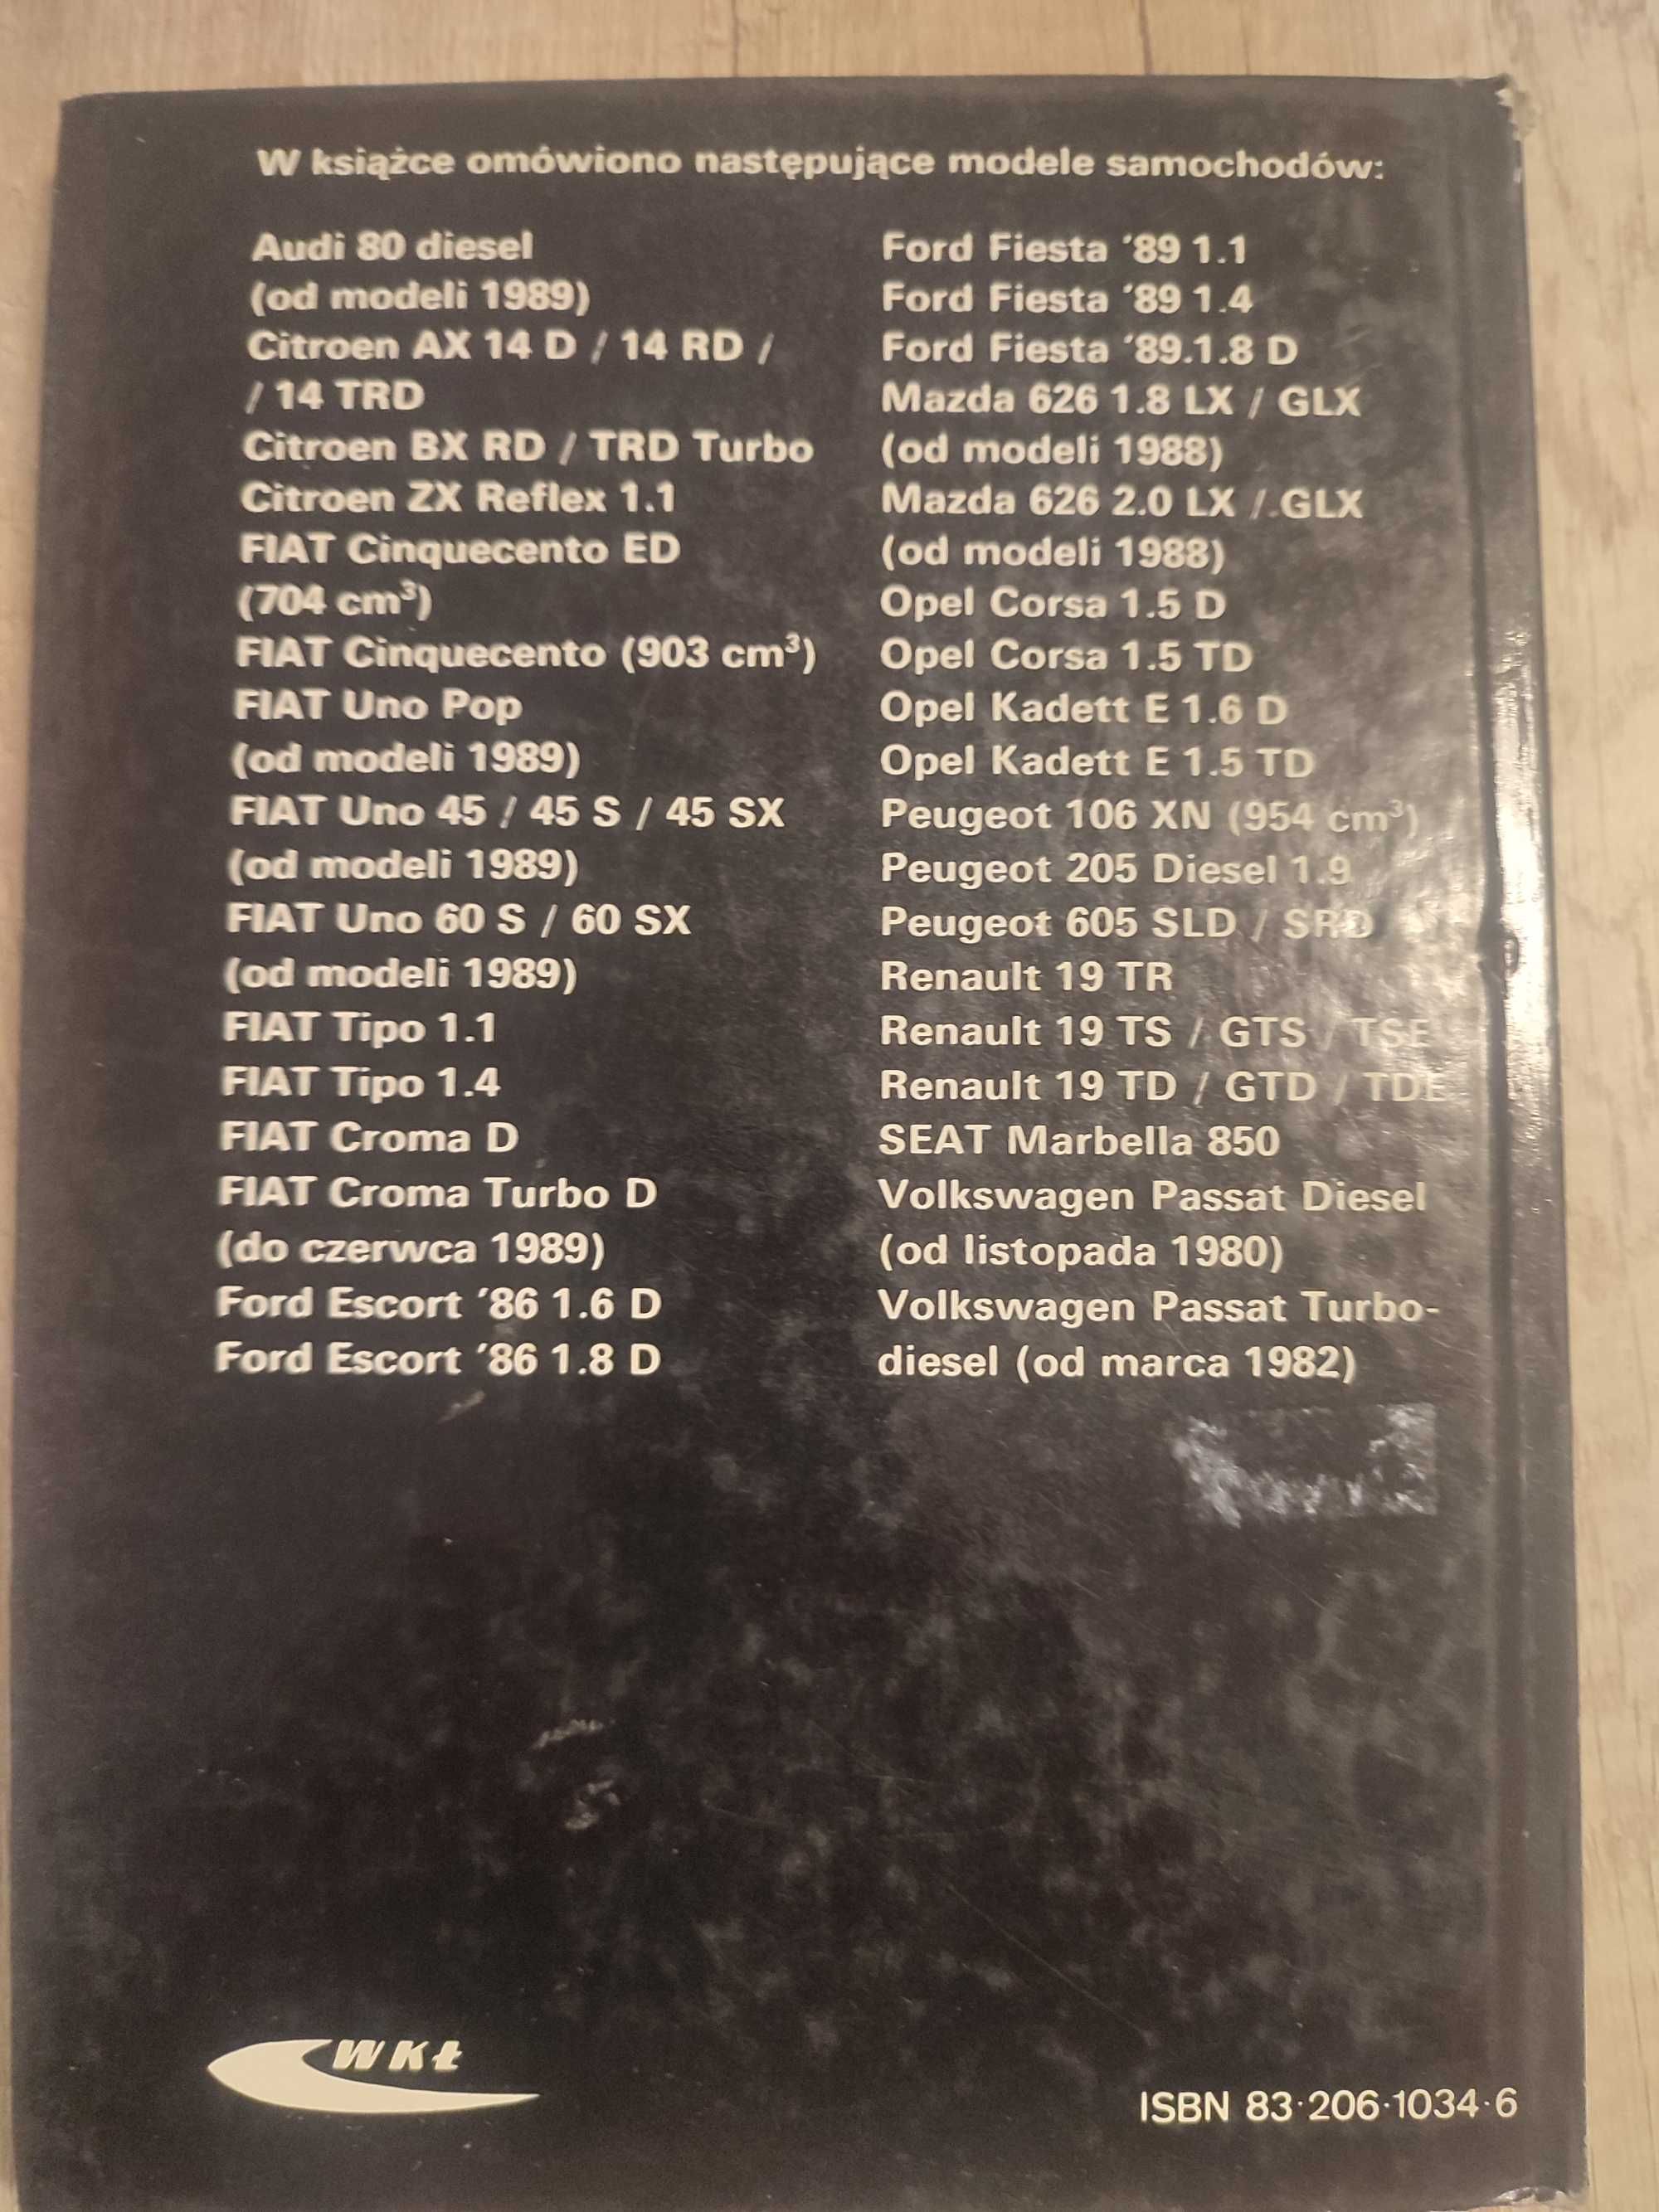 W książce omówiono następujące modele samochodów:
Audi 80 diesel
(od modeli 1989)
Citroen AX 14 D / 14 RD /
/ 14 TRD
Citroen BX RD / TRD Turbo
Citroen ZX Reflex 1.1
FIAT Cinquecento ED
(704 cm³)
FIAT Cinquecento (903 cm³)
FIAT Uno Pop
(od modeli 1989)
FIAT Uno 45 / 45 S / 45 SX
(od modeli 1989)
FIAT Uno 60 S / 60 SX
(od modeli 1989)
FIAT Tipo 1.1
FIAT Tipo 1.4
FIAT Croma D
FIAT Croma Turbo D
(do czerwca 1989)
Ford Escort '86 1.6 D
Ford Escort '86 1.8 D
Ford Fiesta '89 1.1
Ford Fiesta '89 1.4
Ford Fiesta '89.1.8 D
Mazda 626 1.8 LX / GLX
(od modeli 1988)
Mazda 626 2.0 LX / GLX
(od modeli 1988)
Opel Corsa 1.5 D
Opel Corsa 1.5 TD
Opel Kadett E 1.6 D
Opel Kadett E 1.5 TD
Peugeot 106 XN (954 cm³)
Peugeot 205 Diesel 1.9
Peugeot 605 SLD / SRD
Renault 19 TR
Renault 19 TS / GTS / TSE
Renault 19 TD / GTD / TDE
SEAT Marbella 850
Volkswagen Passat Diesel
(od listopada 1980)
Volkswagen Passat Turbo-
diesel (od marca 1982)
WKŁ
ISBN 83·206·1034·6